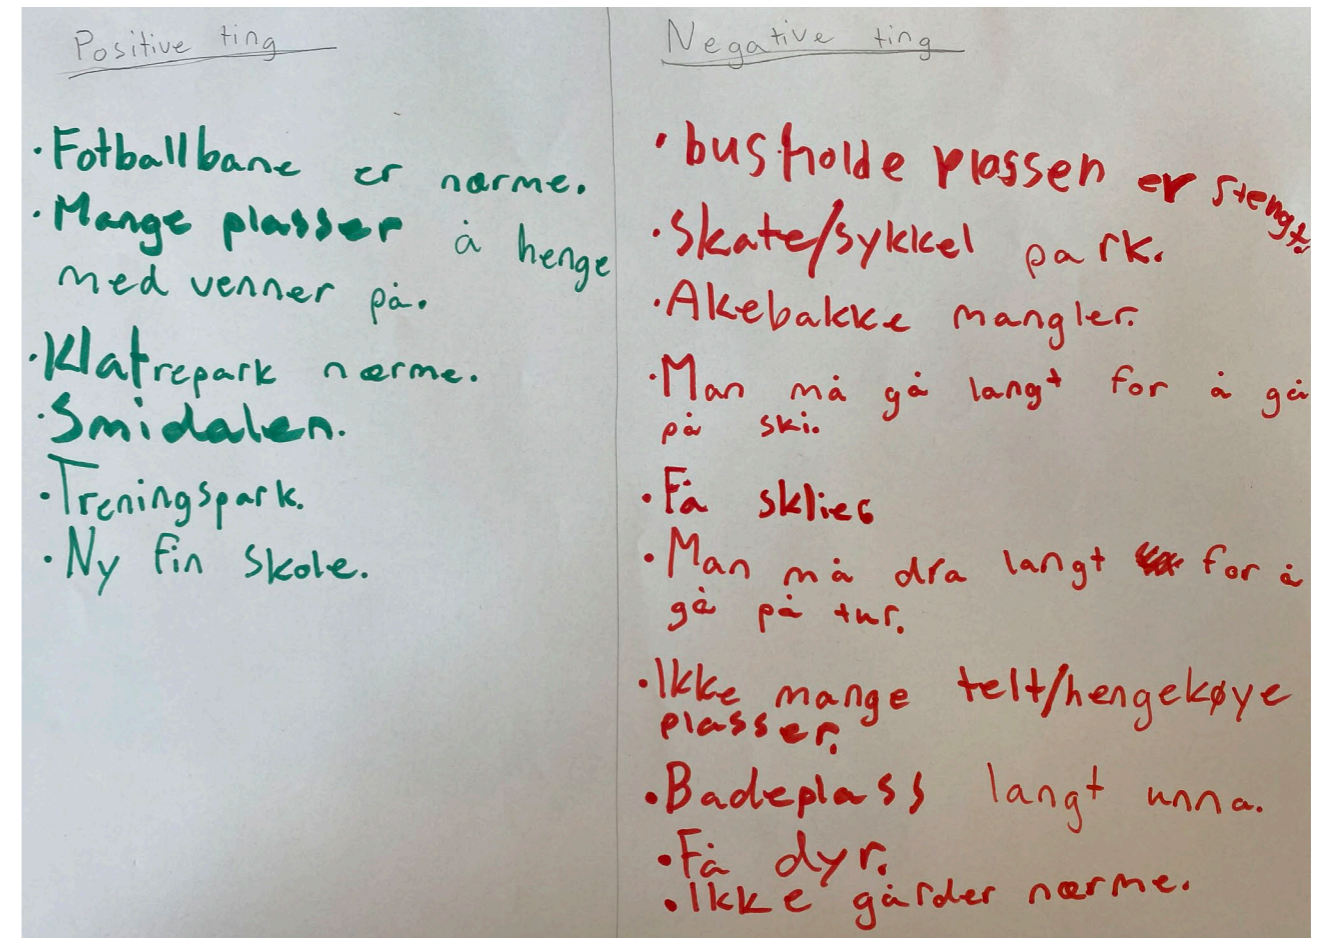 Positive ting
• Fotballbane er nærme.
• Mange plasser å henge
med venner på.
• Klatrepark nærme.
• Smidalen.
• Treningspark.
• Ny fin skole.
Negative ting
• busholde plassen er stengt.
• Skate/sykkel park.
• Akebakke mangler.
• Man må gå langt for å gå
på ski.
• Få sklier
• Man må dra langt for å
gå på tur.
• Ikke mange telt/hengekøye
plasser.
• Badeplass langt unna.
• Få dyr.
• Ikke gårder nærme.